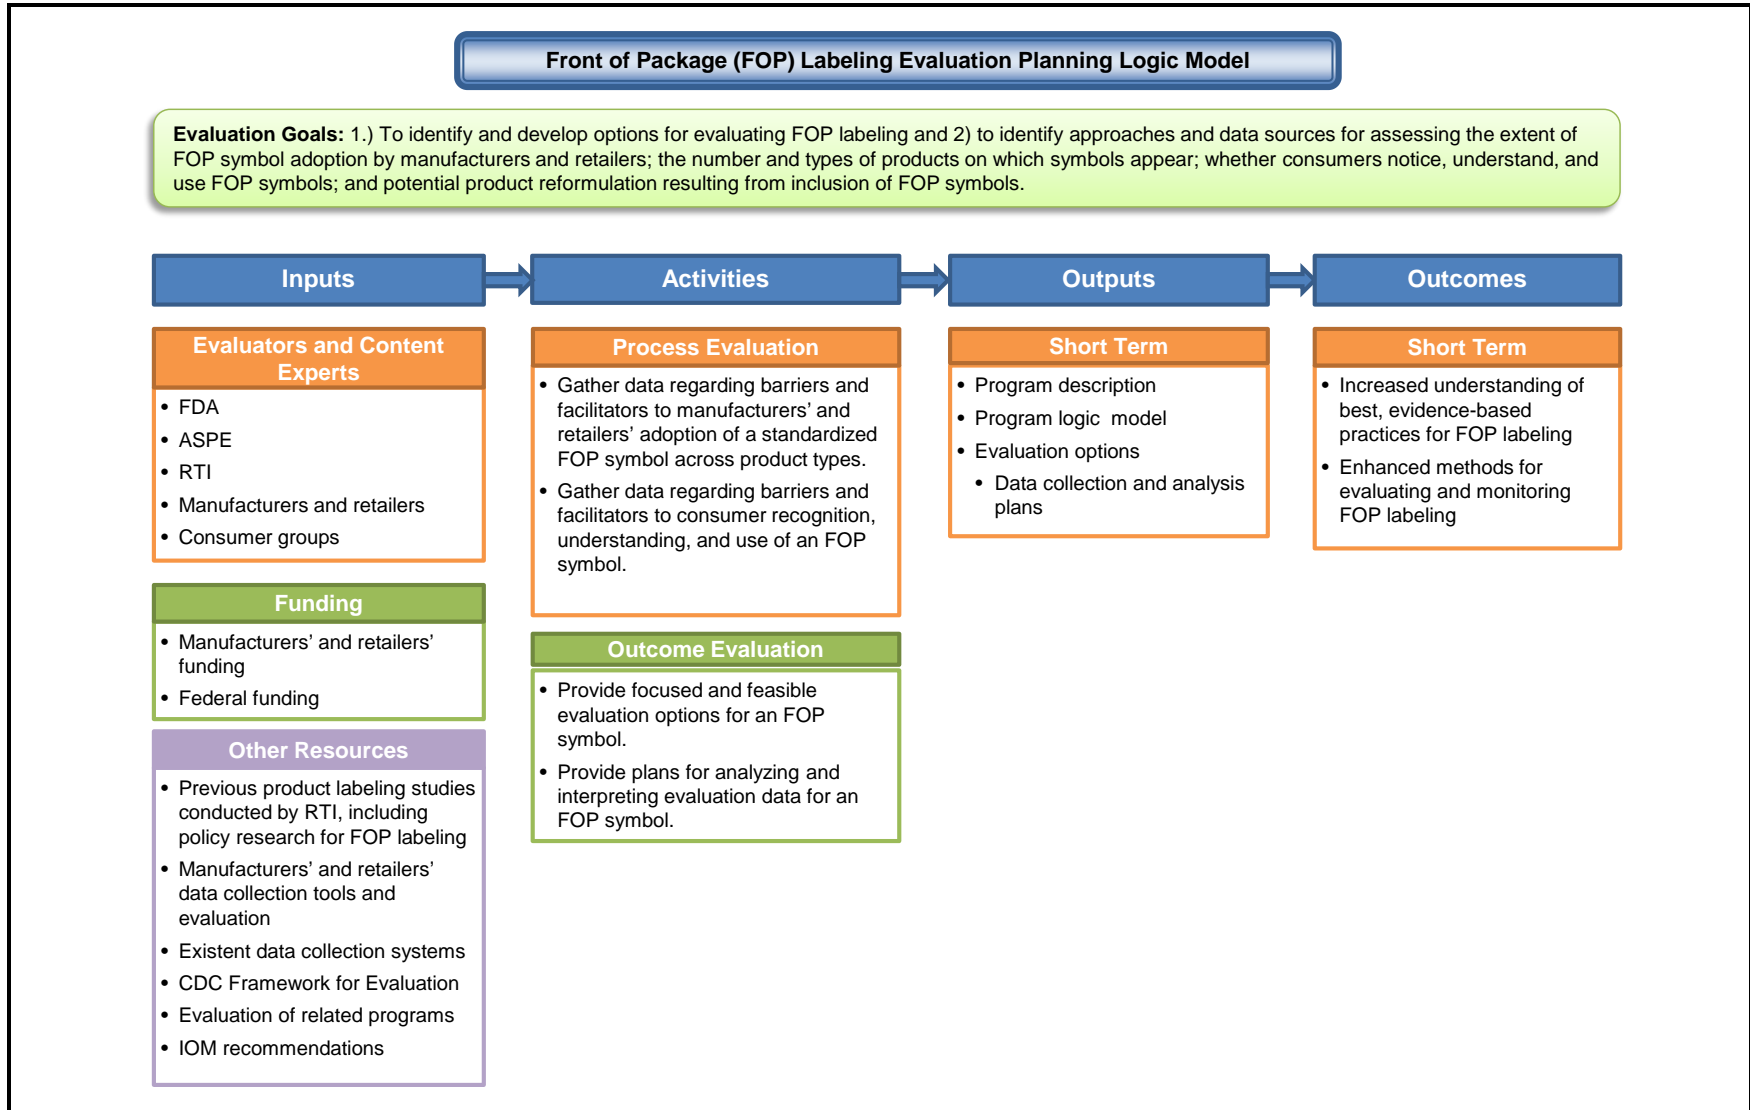 Front of Package (FOP) Labeling Evaluation Planning Logic Model
Evaluation Goals: 1.) To identify and develop options for evaluating FOP labeling and 2) to identify approaches and data sources for assessing the extent of
FOP symbol adoption by manufacturers and retailers; the number and types of products on which symbols appear; whether consumers notice, understand, and
use FOP symbols; and potential product reformulation resulting from inclusion of FOP symbols.
Inputs
Evaluators and Content
Experts
• FDA
• ASPE
• RTI
• Manufacturers and retailers
• Consumer groups
Funding
• Manufacturers’ and retailers’
funding
• Federal funding
Other Resources
• Previous product labeling studies
conducted by RTI, including
policy research for FOP labeling
• Manufacturers’ and retailers’
data collection tools and
evaluation
• Existent data collection systems
• CDC Framework for Evaluation
• Evaluation of related programs
• IOM recommendations
Activities
Process Evaluation
• Gather data regarding barriers and
facilitators to manufacturers’ and
retailers’ adoption of a standardized
FOP symbol across product types.
• Gather data regarding barriers and
facilitators to consumer recognition,
understanding, and use of an FOP
symbol.
Outcome Evaluation
• Provide focused and feasible
evaluation options for an FOP
symbol.
• Provide plans for analyzing and
interpreting evaluation data for an
FOP symbol.
Outputs
Short Term
• Program description
• Program logic model
• Evaluation options
• Data collection and analysis
plans
Outcomes
Short Term
• Increased understanding of
best, evidence-based
practices for FOP labeling
• Enhanced methods for
evaluating and monitoring
FOP labeling